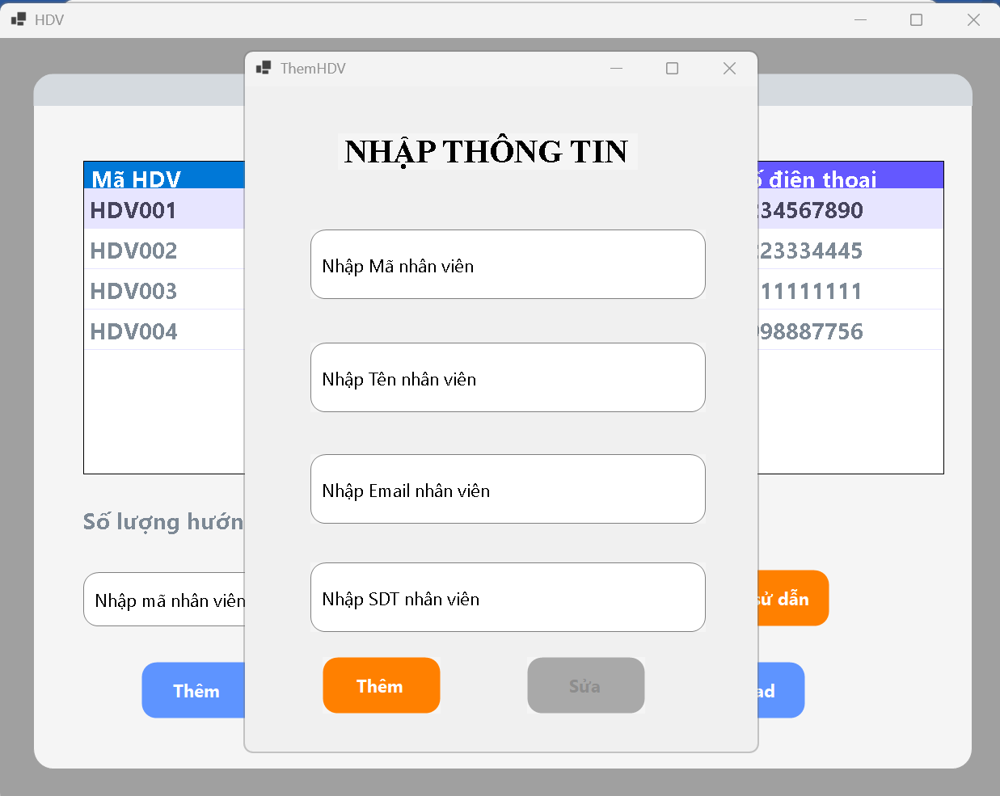 HDV
ThemHDV
NHẬP THÔNG TIN
Mã HDV
điện thoại
HDV001
34567890
HDV002
23334445
HDV003
11111111
HDV004
98887756
Nhập Mã nhân viên
Nhập Tên nhân viên
Nhập Email nhân viên
Số lượng hướn
Nhập mã nhân viên
Nhập SDT nhân viên
sử dẫn
Thêm
Thêm
Sửa
ad